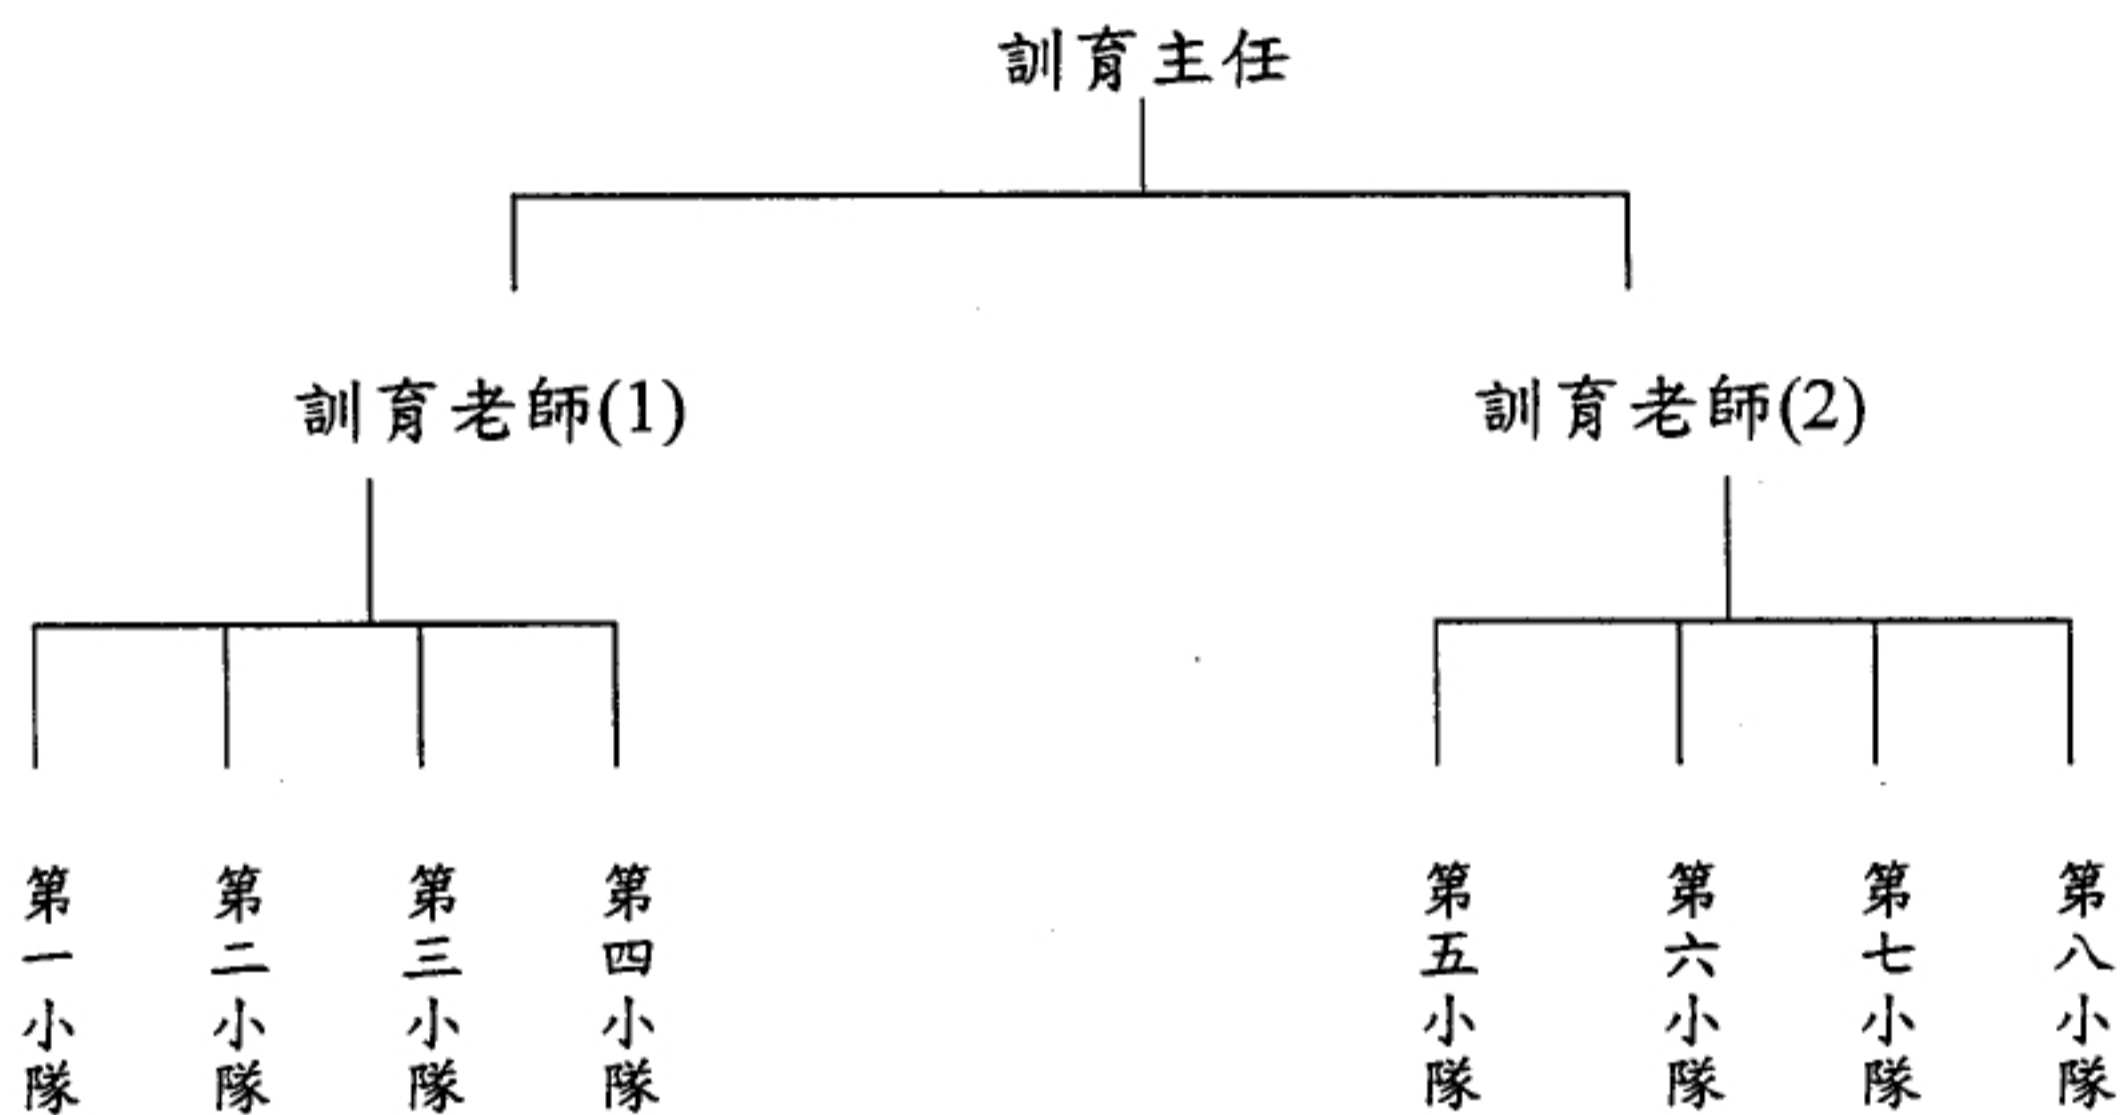 訓育主任
訓育老師(1)
訓育老師(2)
第一小隊
第二小隊
第三小隊
第四小隊
第五小隊
第六小隊
第七小隊
第八小隊